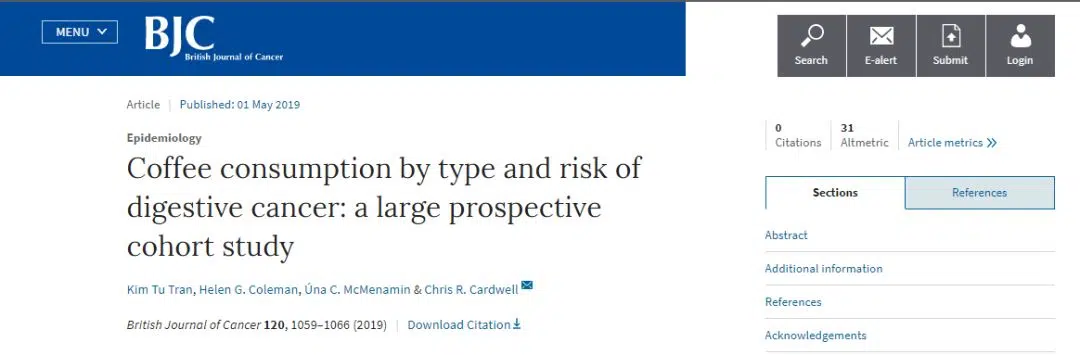 MENU
BJC
British Journal of Cancer
Search
E-alert
Submit
Login
Article | Published: 01 May 2019
Epidemiology
Coffee consumption by type and risk of
digestive cancer: a large prospective
cohort study
Kim Tu Tran, Helen G. Coleman, Úna C. McMenamin & Chris R. Cardwell
British Journal of Cancer 120, 1059–1066 (2019) | Download Citation
0
Citations
31
Altmetric
Article metrics
Sections
References
Abstract
Additional information
References
Acknowledgements